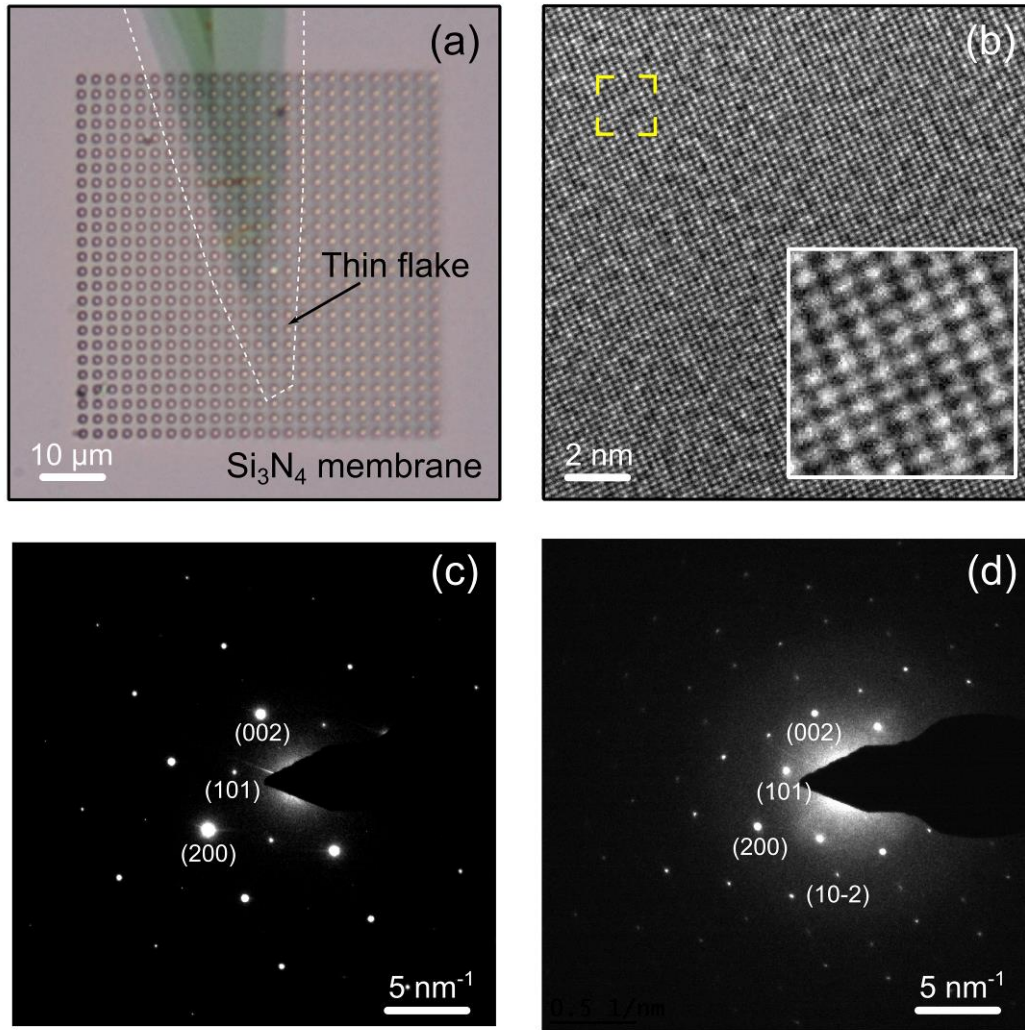 (a)
Thin flake
10 μm
Si₃N₄ membrane
(b)
2 nm
(c)
(002)
(101)
(200)
5 nm⁻¹
(d)
(002)
(101)
(200)
(10-2)
0.5 1/nm
5 nm⁻¹